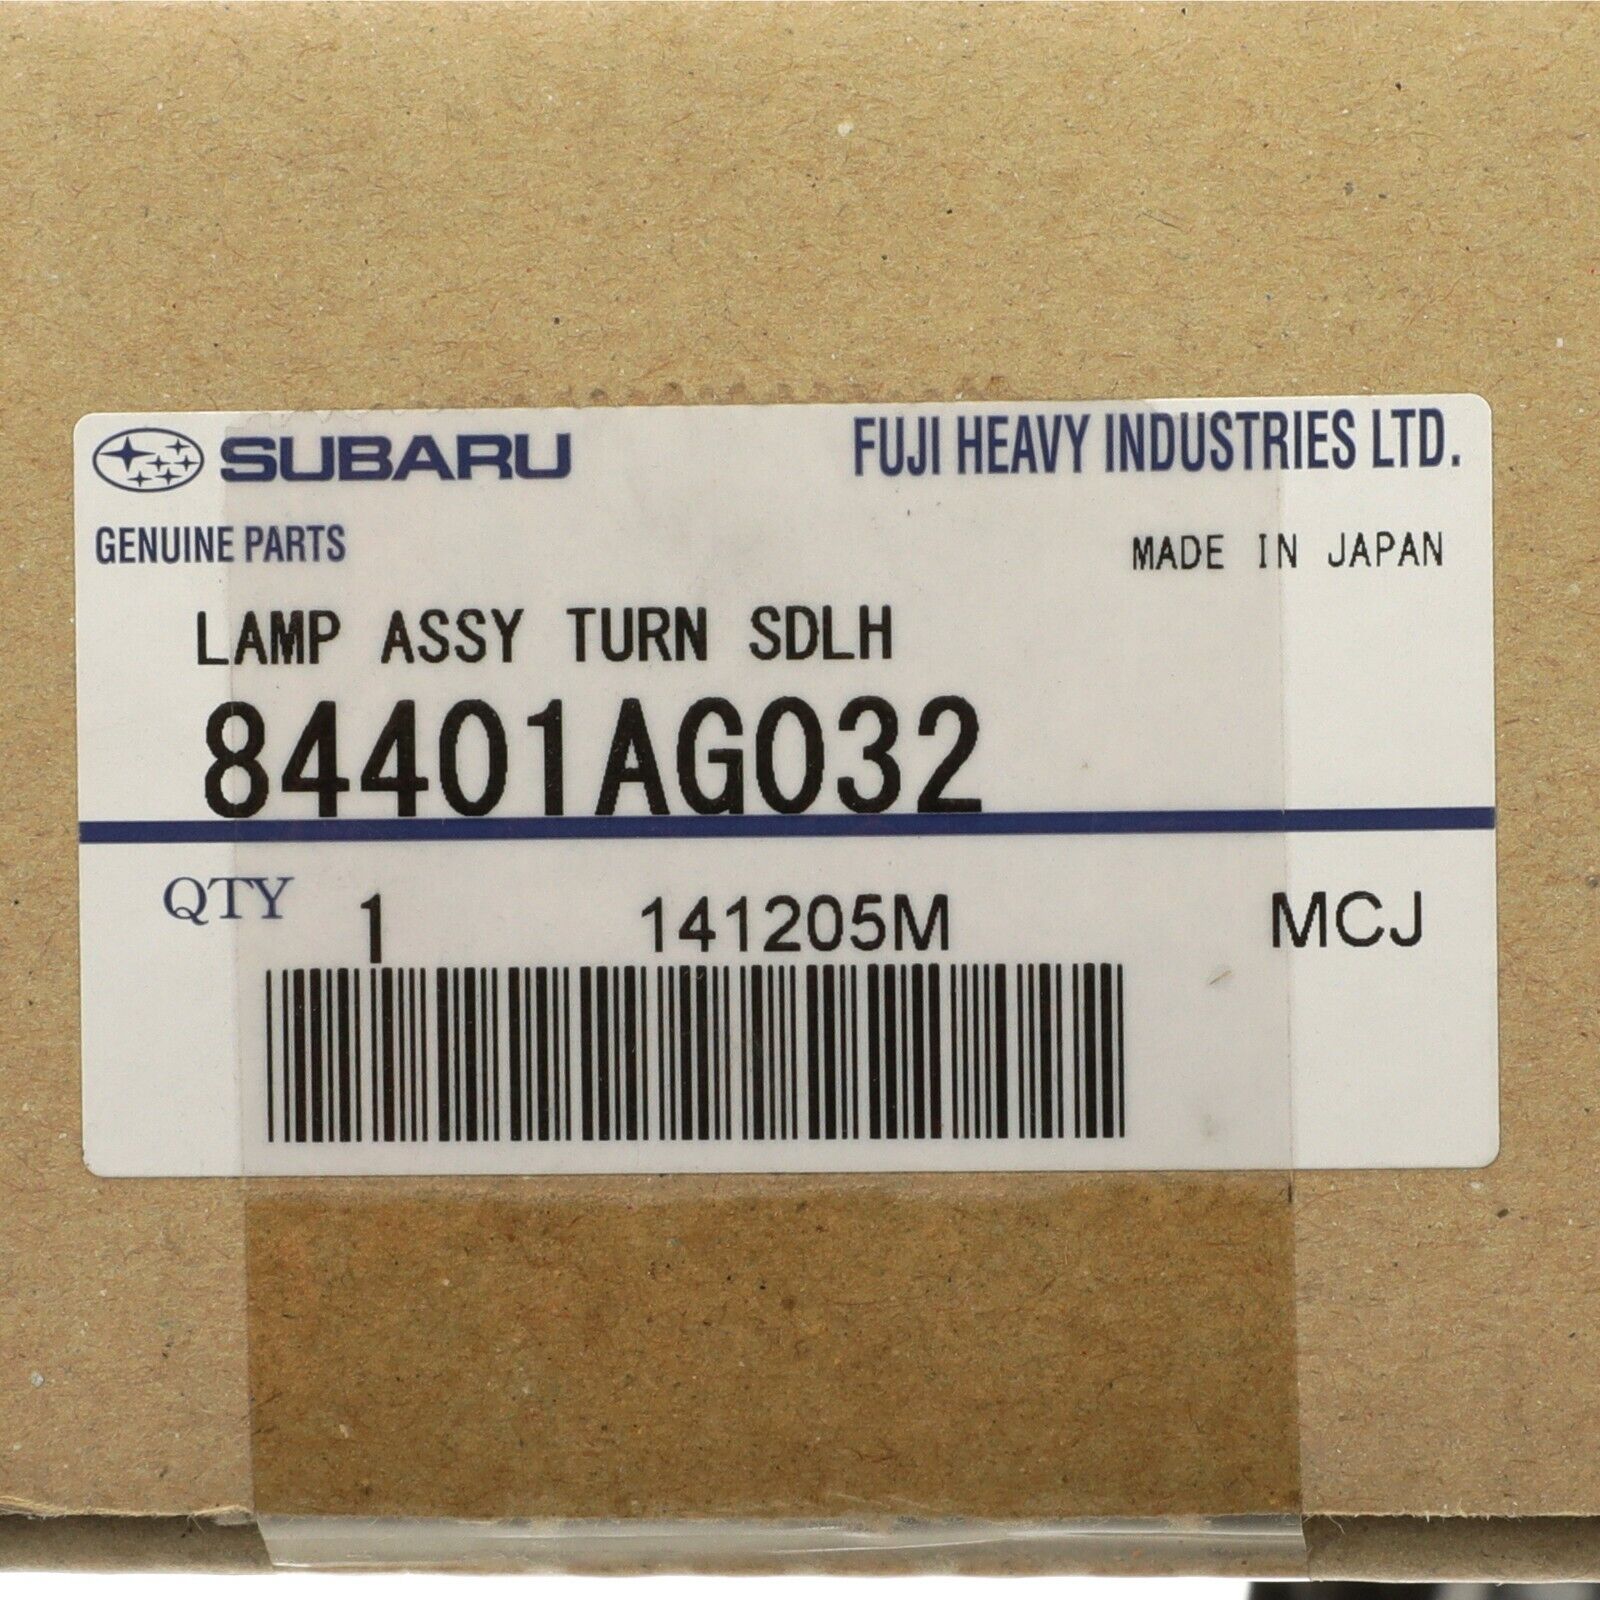 SUBARU FUJI HEAVY INDUSTRIES LTD.
GENUINE PARTS MADE IN JAPAN
LAMP ASSY TURN SDLH
84401AG032
QTY 1 141205M MCJ